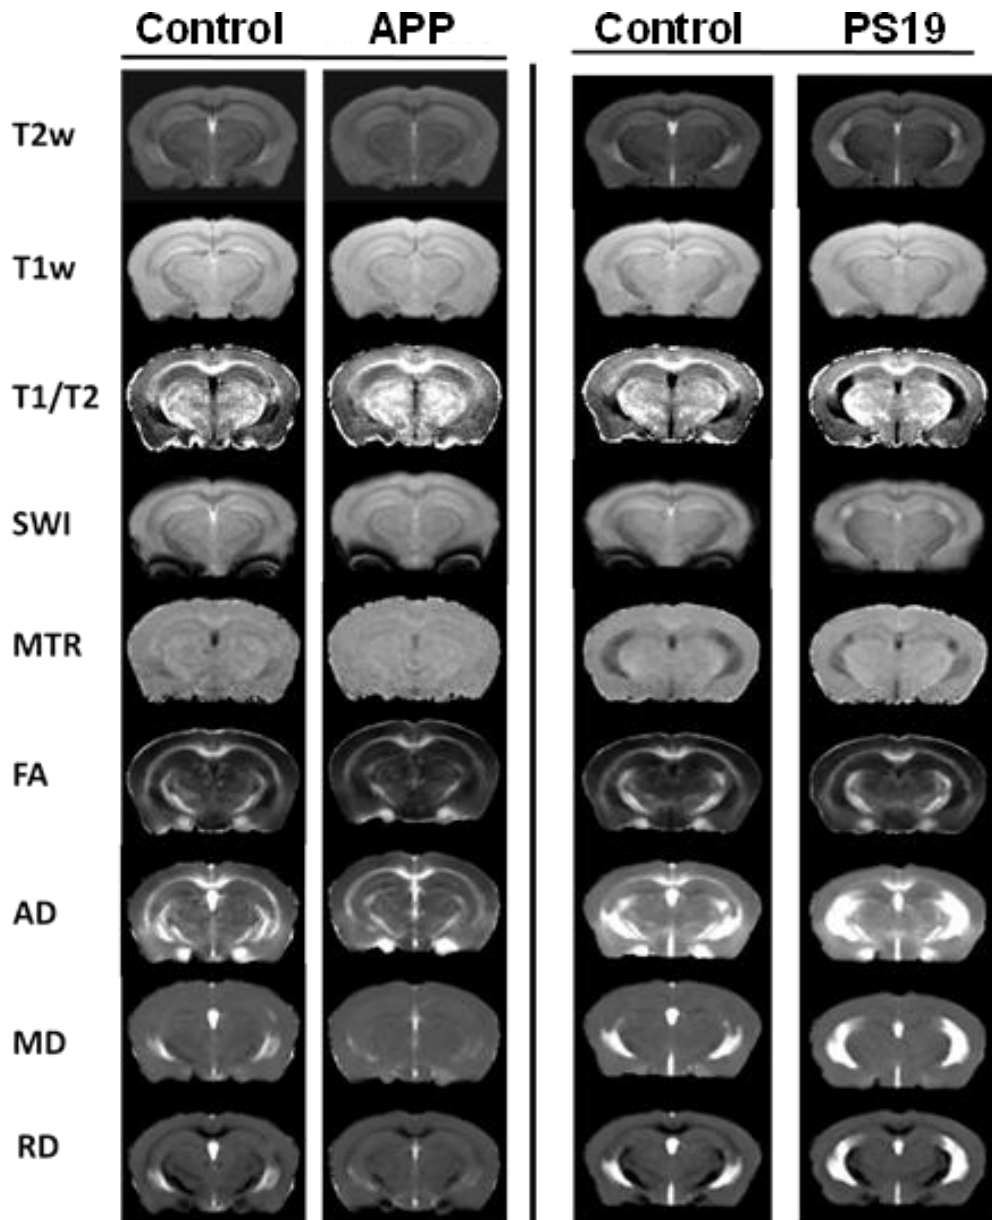 Control APP Control PS19
T2w
T1w
T1/T2
SWI
MTR
FA
AD
MD
RD